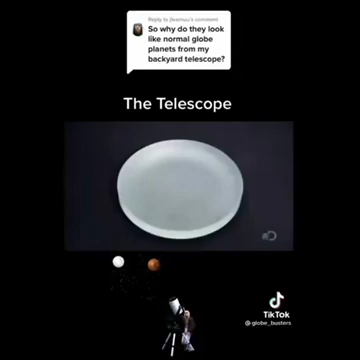 Reply to jleamuu's comment
So why do they look
like normal globe
planets from my
backyard telescope?
The Telescope
TikTok
@globe_busters